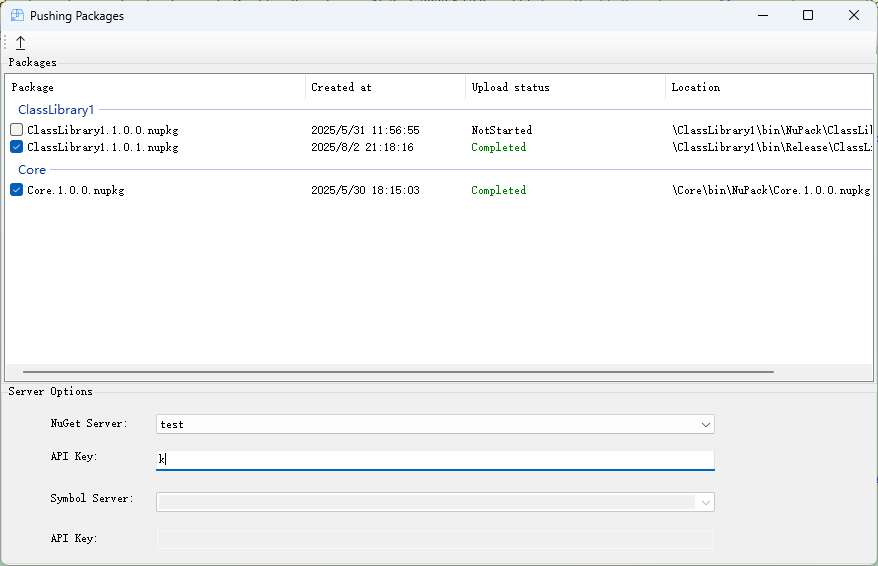 Pushing Packages
Packages
Package Created at Upload status Location
ClassLibrary1
ClassLibrary1.1.0.0.nupkg 2025/5/31 11:56:55 NotStarted \ClassLibrary1\bin\NuPack\ClassLi
ClassLibrary1.1.0.1.nupkg 2025/8/2 21:18:16 Completed \ClassLibrary1\bin\Release\ClassL
Core
Core.1.0.0.nupkg 2025/5/30 18:15:03 Completed \Core\bin\NuPack\Core.1.0.0.nupkg
Server Options
NuGet Server: test
API Key: k
Symbol Server:
API Key: